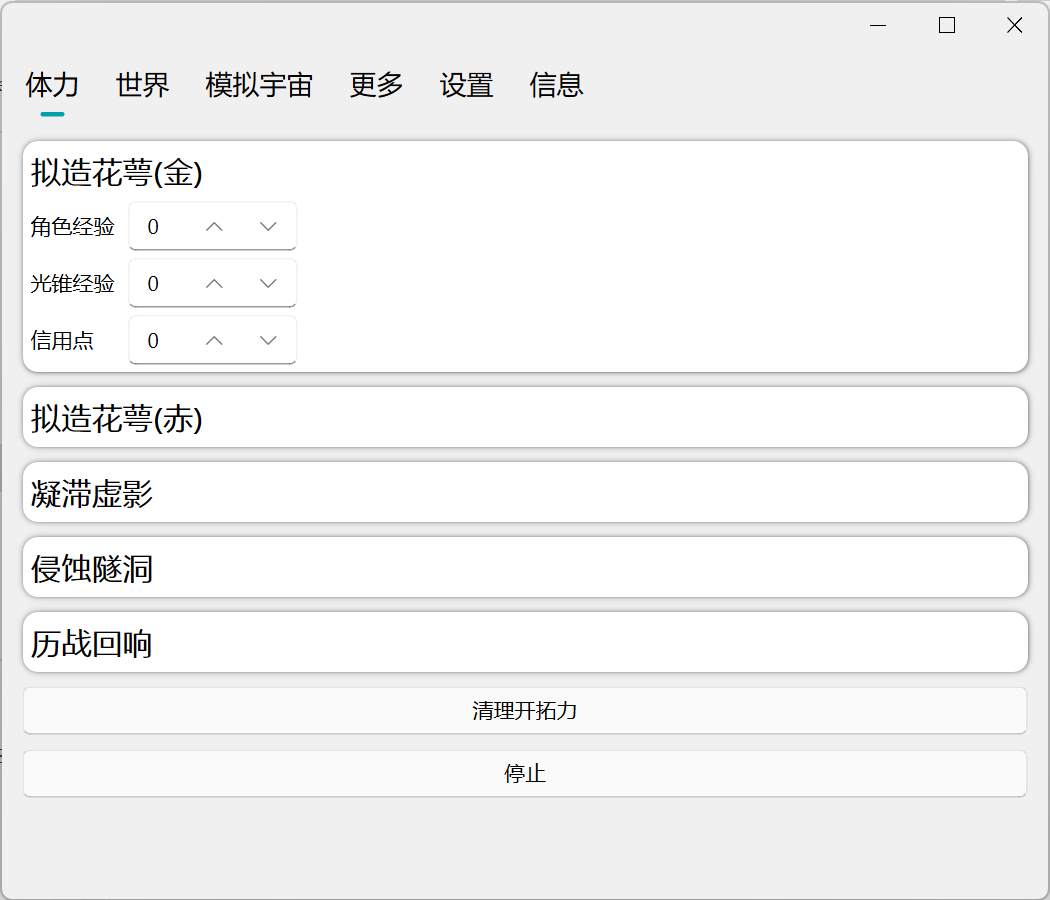 体力 世界 模拟宇宙 更多 设置 信息
拟造花萼(金)
角色经验 0
光锥经验 0
信用点 0
拟造花萼(赤)
凝滞虚影
侵蚀隧洞
历战回响
清理开拓力
停止